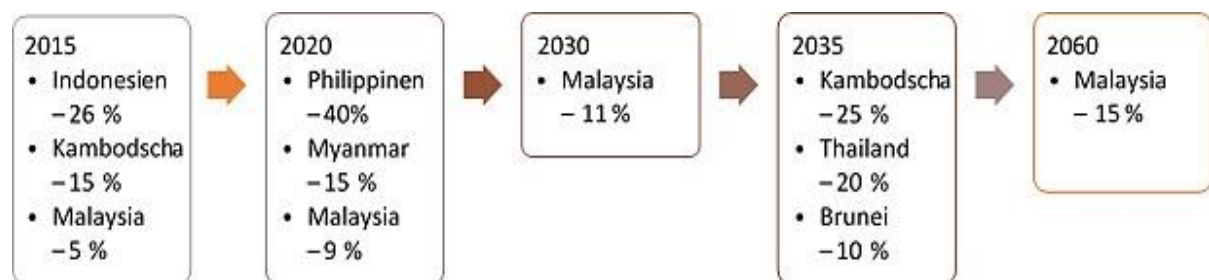 2015
• Indonesien
–26 %
• Kambodscha
–15 %
• Malaysia
–5 %
2020
• Philippinen
–40%
• Myanmar
–15 %
• Malaysia
–9 %
2030
• Malaysia
– 11 %
2035
• Kambodscha
– 25 %
• Thailand
– 20 %
• Brunei
– 10 %
2060
• Malaysia
– 15 %